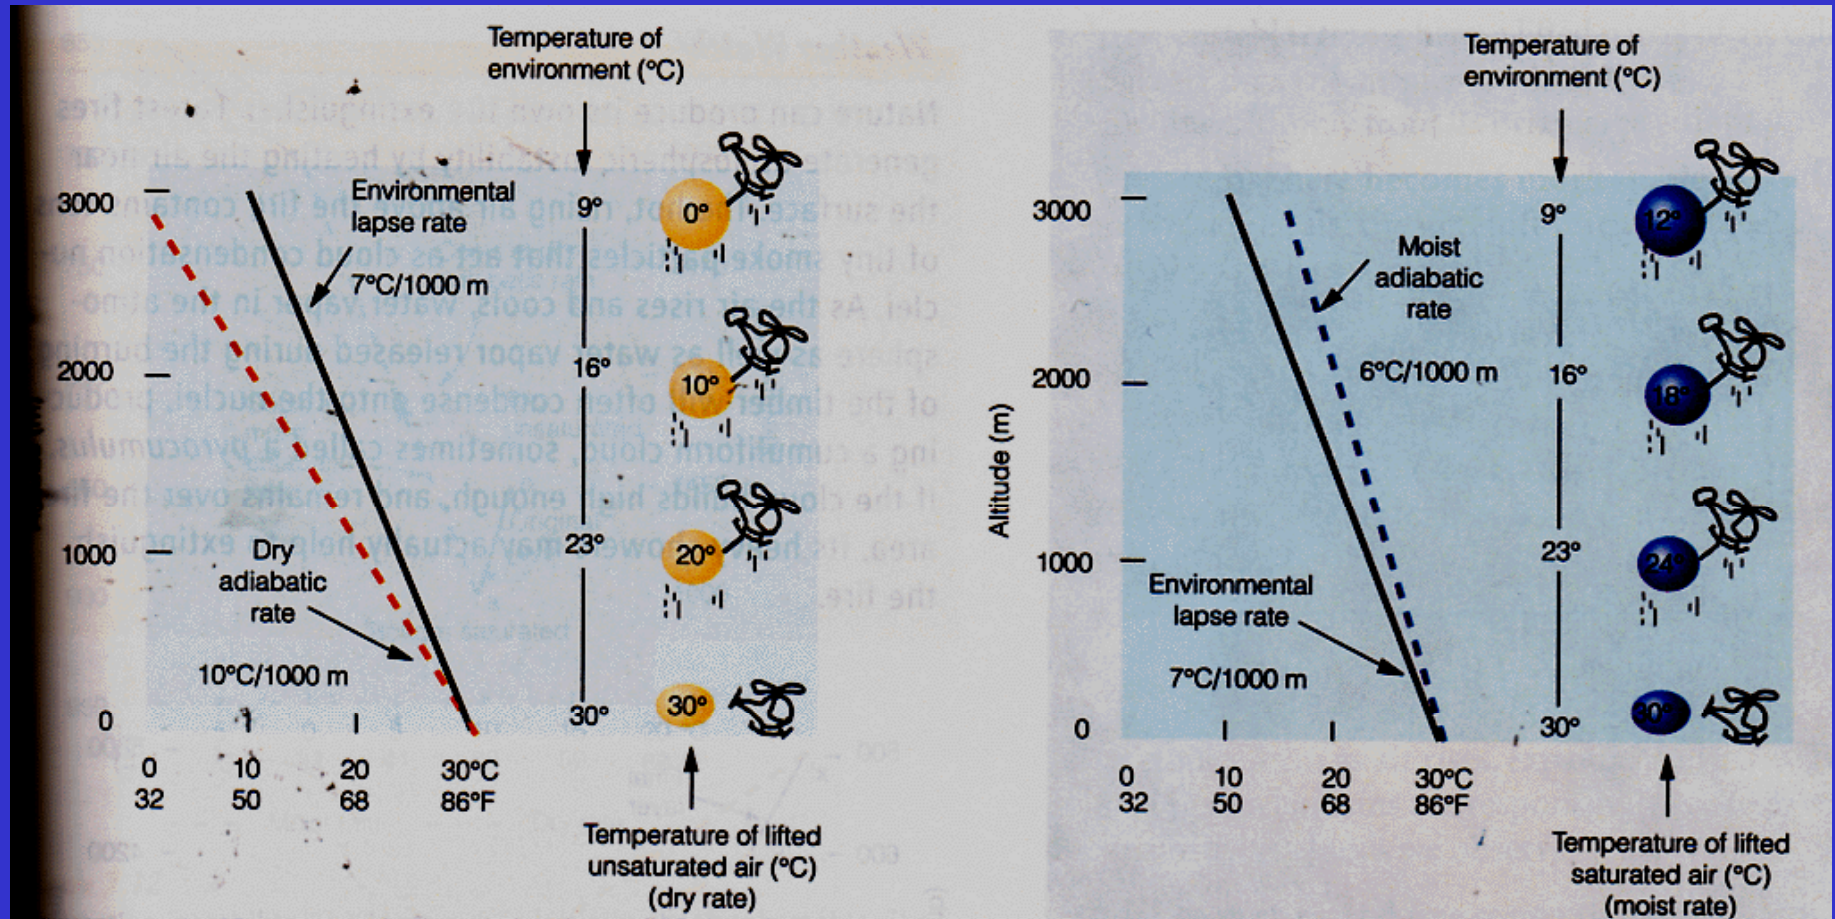 Temperature of
environment (°C)
3000
2000
1000
0
Environmental
lapse rate
7°C/1000 m
Dry
adiabatic
rate
10°C/1000 m
9°
16°
23°
30°
0°
10°
20°
30°
0 10 20 30°C
32 50 68 86°F
Temperature of lifted
unsaturated air (°C)
(dry rate)
Temperature of
environment (°C)
Altitude (m)
3000
2000
1000
0
Moist
adiabatic
rate
6°C/1000 m
Environmental
lapse rate
7°C/1000 m
9°
16°
23°
30°
12°
18°
24°
30°
0 10 20 30°C
32 50 68 86°F
Temperature of lifted
saturated air (°C)
(moist rate)